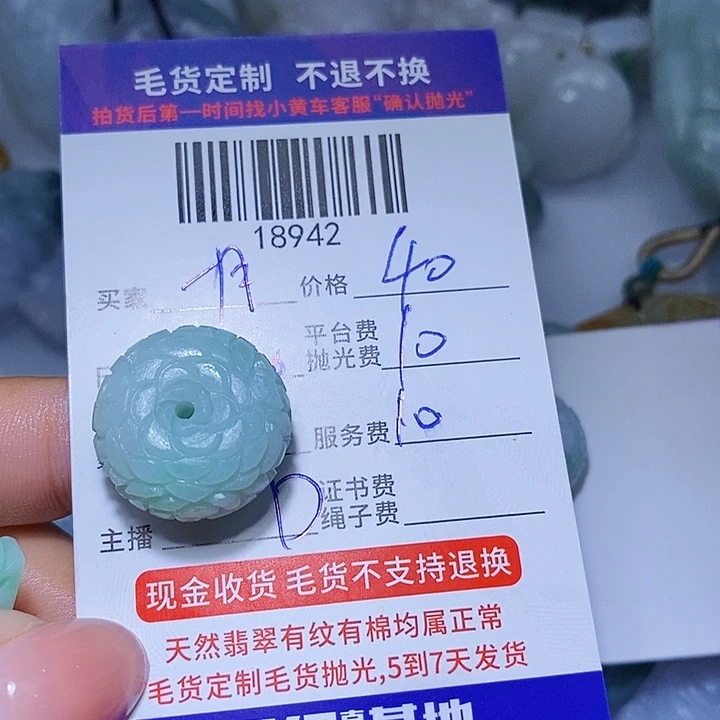 毛货定制 不退不换
拍货后第一时间找小黄车客服“确认抛光”
18942
买家 价格 40
平台费
抛光费 10
服务费 10
证书费
主播 D 绳子费
现金收货 毛货不支持退换
天然翡翠有纹有棉均属正常
毛货定制毛货抛光,5到7天发货
基地